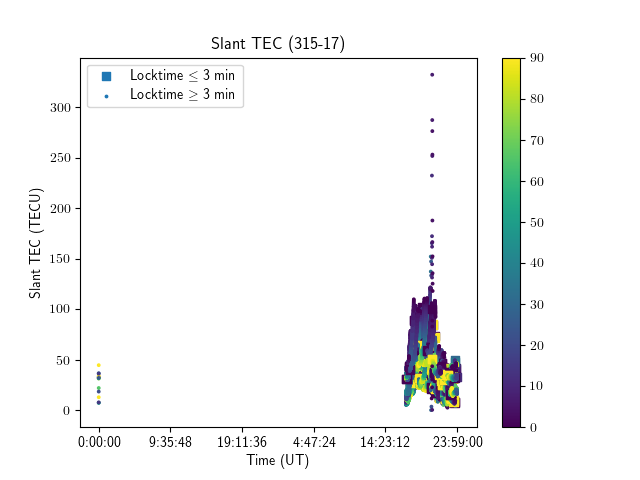 Slant TEC (315-17)
Locktime ≤ 3 min
Locktime ≥ 3 min
Slant TEC (TECU)
300
250
200
150
100
50
0
0:00:00 9:35:48 19:11:36 4:47:24 14:23:12 23:59:00
Time (UT)
90
80
70
60
50
40
30
20
10
0